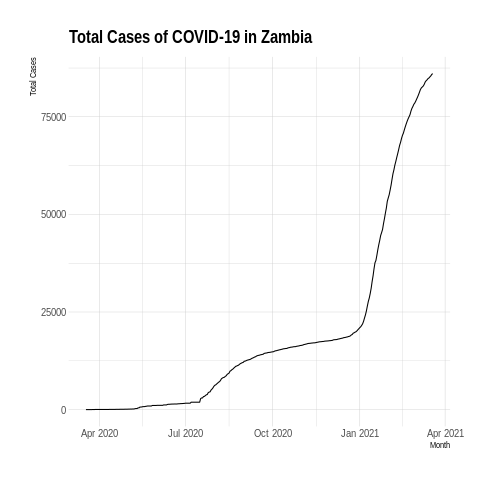 Total Cases of COVID-19 in Zambia
Total Cases
75000
50000
25000
0
Apr 2020 Jul 2020 Oct 2020 Jan 2021 Apr 2021
Month